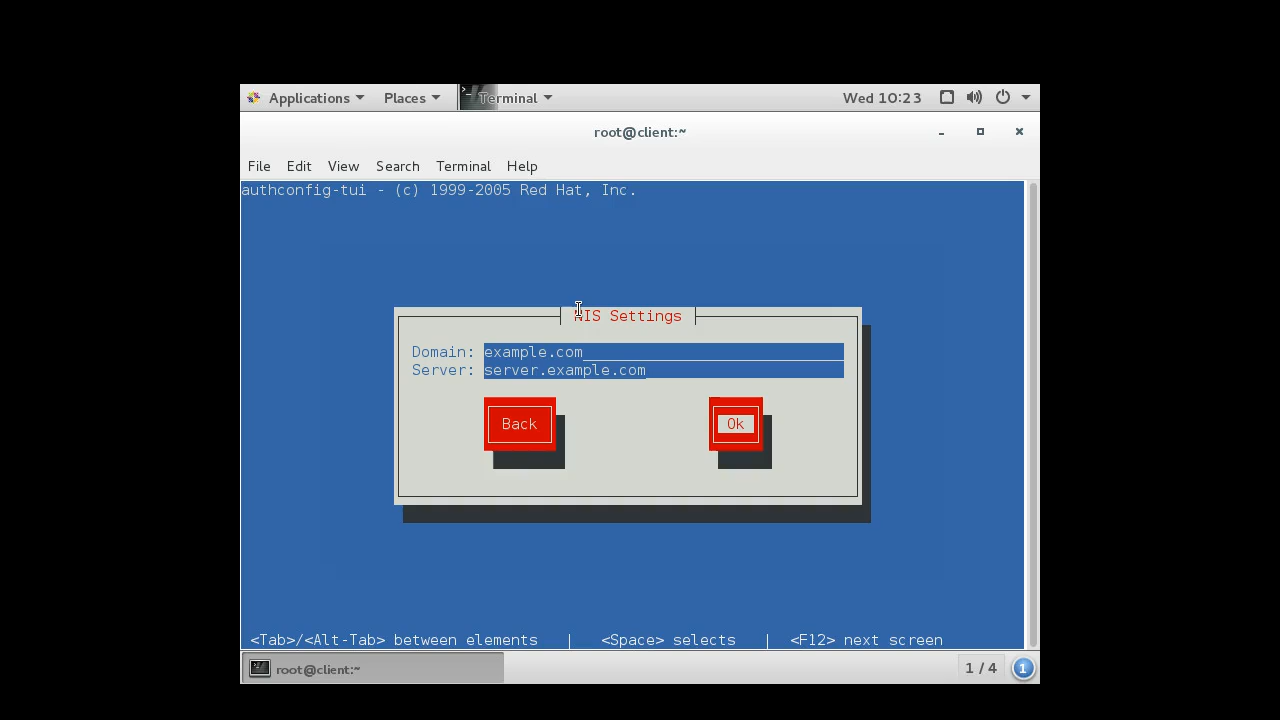 Applications Places Terminal Wed 10:23
root@client:~
File Edit View Search Terminal Help
authconfig-tui - (c) 1999-2005 Red Hat, Inc.
NIS Settings
Domain: example.com
Server: server.example.com
Back Ok
<Tab>/<Alt-Tab> between elements | <Space> selects | <F12> next screen
root@client:~ 1 / 4 1